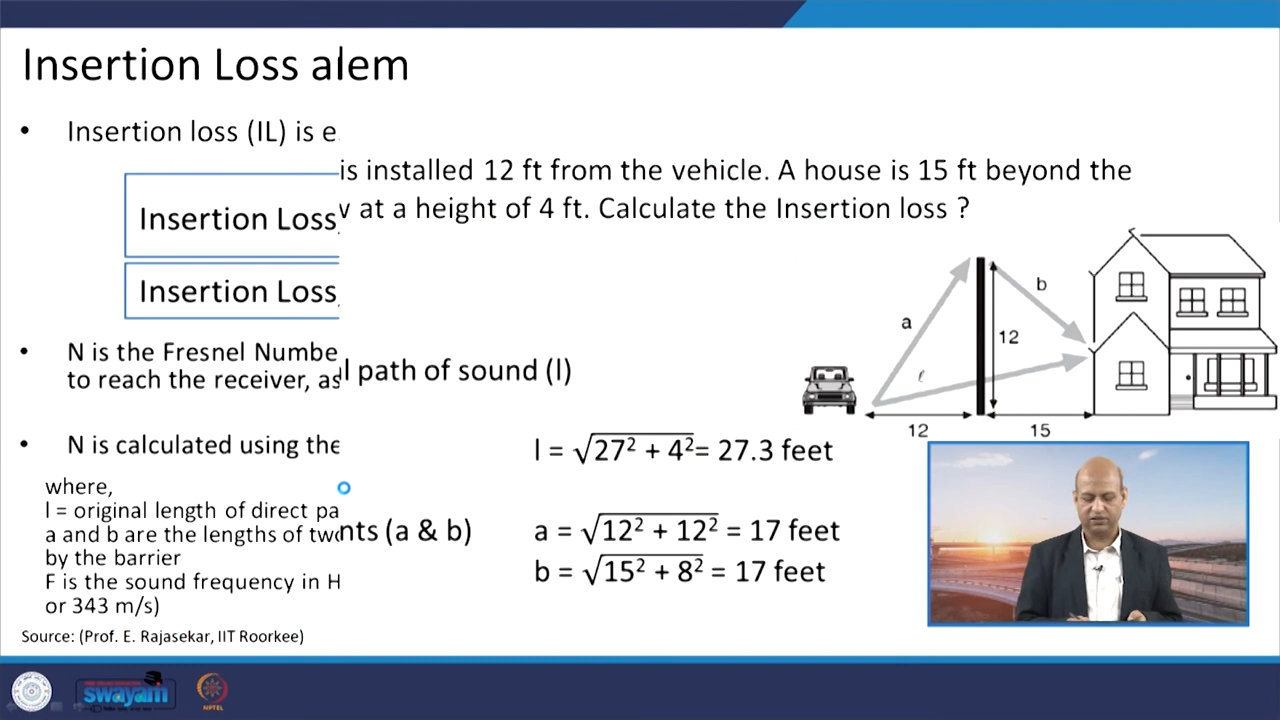 Insertion Loss alem
• Insertion loss (IL) is e
is installed 12 ft from the vehicle. A house is 15 ft beyond the
Insertion Loss
at a height of 4 ft. Calculate the Insertion loss ?
Insertion Loss
• N is the Fresnel Numbe
to reach the receiver, as
l path of sound (l)
a
b
12
ℓ
12
15
• N is calculated using the
l = √27² + 4² = 27.3 feet
where,
l = original length of direct pa
a and b are the lengths of two
nts (a & b)
a = √12² + 12² = 17 feet
by the barrier
b = √15² + 8² = 17 feet
F is the sound frequency in H
or 343 m/s)
Source: (Prof. E. Rajasekar, IIT Roorkee)
swayam
NPTEL